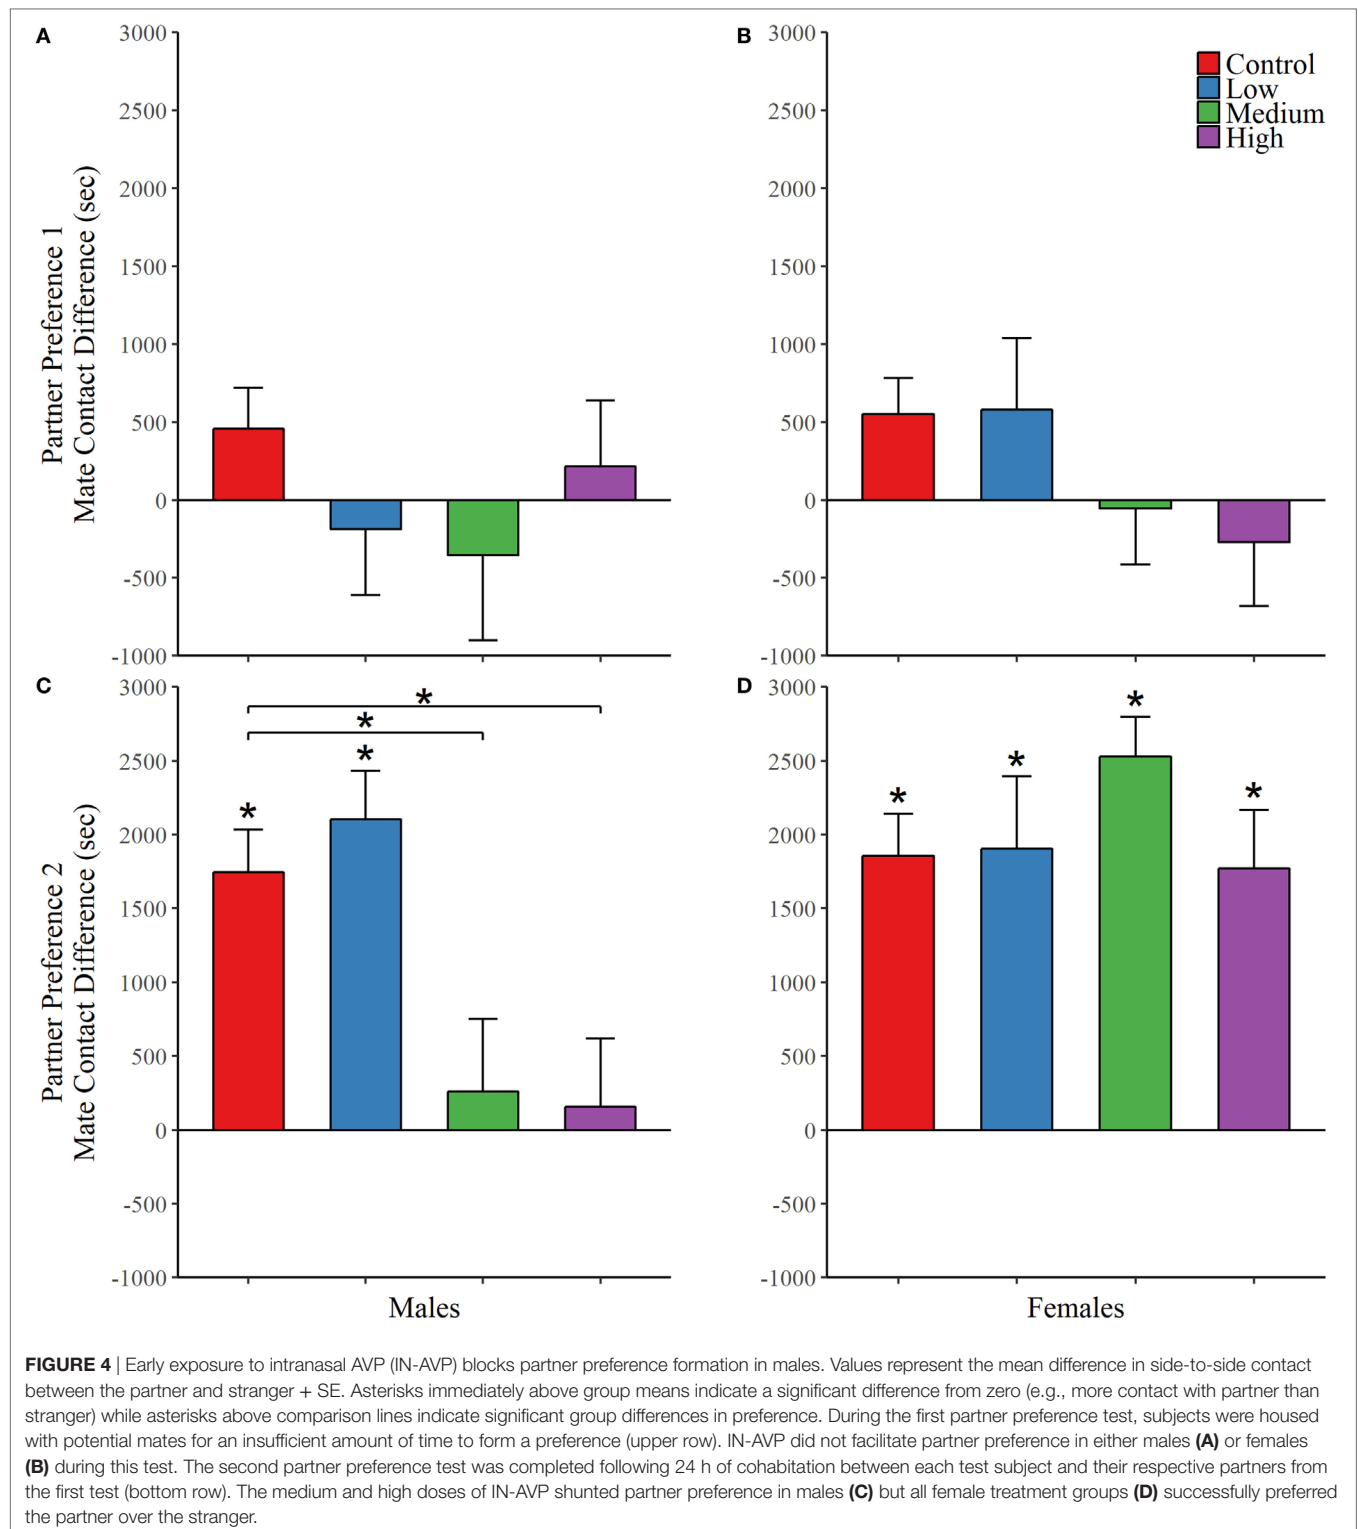 A
3000
2500
2000
1500
1000
500
0
-500
-1000
Partner Preference 1
Mate Contact Difference (sec)
B
3000
2500
2000
1500
1000
500
0
-500
-1000
Control
Low
Medium
High
C
3000
2500
2000
1500
1000
500
0
-500
-1000
Partner Preference 2
Mate Contact Difference (sec)
*
*
*
*
Males
D
3000
2500
2000
1500
1000
500
0
-500
-1000
*
*
*
*
Females
FIGURE 4 | Early exposure to intranasal AVP (IN-AVP) blocks partner preference formation in males. Values represent the mean difference in side-to-side contact
between the partner and stranger + SE. Asterisks immediately above group means indicate a significant difference from zero (e.g., more contact with partner than
stranger) while asterisks above comparison lines indicate significant group differences in preference. During the first partner preference test, subjects were housed
with potential mates for an insufficient amount of time to form a preference (upper row). IN-AVP did not facilitate partner preference in either males (A) or females
(B) during this test. The second partner preference test was completed following 24 h of cohabitation between each test subject and their respective partners from
the first test (bottom row). The medium and high doses of IN-AVP shunted partner preference in males (C) but all female treatment groups (D) successfully preferred
the partner over the stranger.